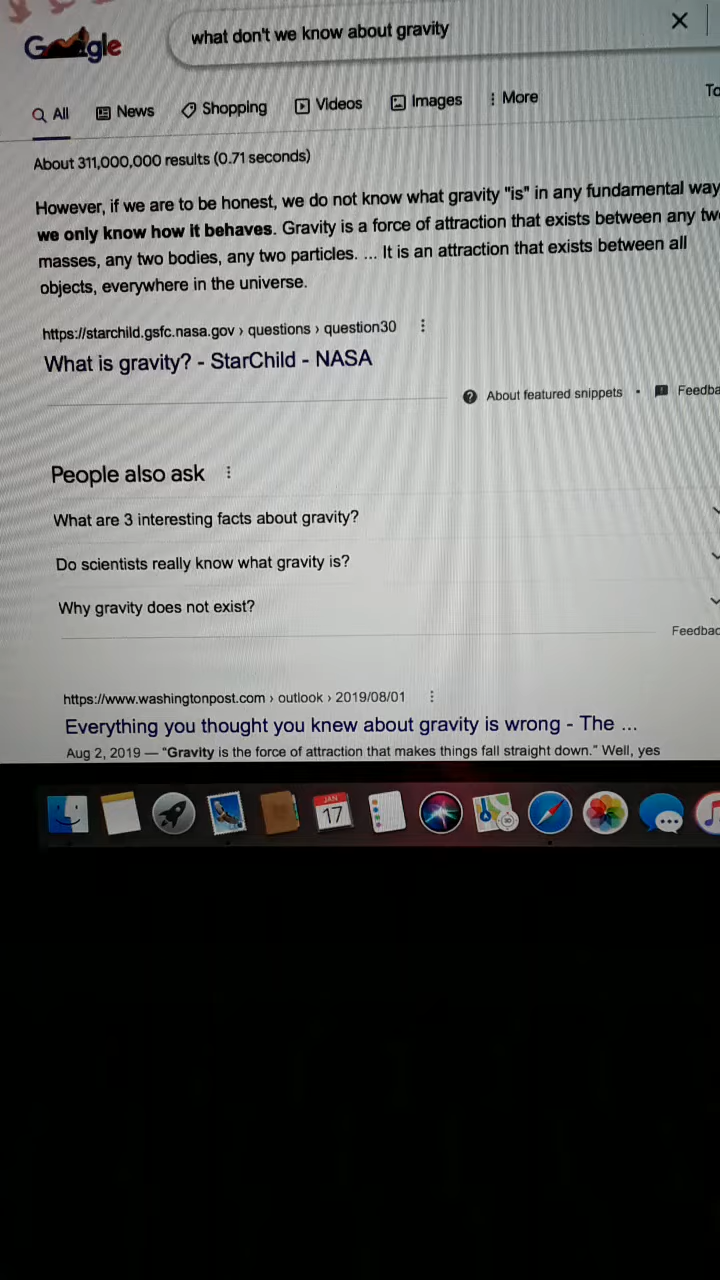 Google
what don't we know about gravity
All News Shopping Videos Images More
About 311,000,000 results (0.71 seconds)
However, if we are to be honest, we do not know what gravity "is" in any fundamental way
we only know how it behaves. Gravity is a force of attraction that exists between any
masses, any two bodies, any two particles. ... It is an attraction that exists between all
objects, everywhere in the universe.
https://starchild.gsfc.nasa.gov › questions › question30
What is gravity? - StarChild - NASA
About featured snippets •
People also ask
What are 3 interesting facts about gravity?
Do scientists really know what gravity is?
Why gravity does not exist?
https://www.washingtonpost.com › outlook › 2019/08/01
Everything you thought you knew about gravity is wrong - The ...
Aug 2, 2019 — "Gravity is the force of attraction that makes things fall straight down." Well, yes
JAN
17